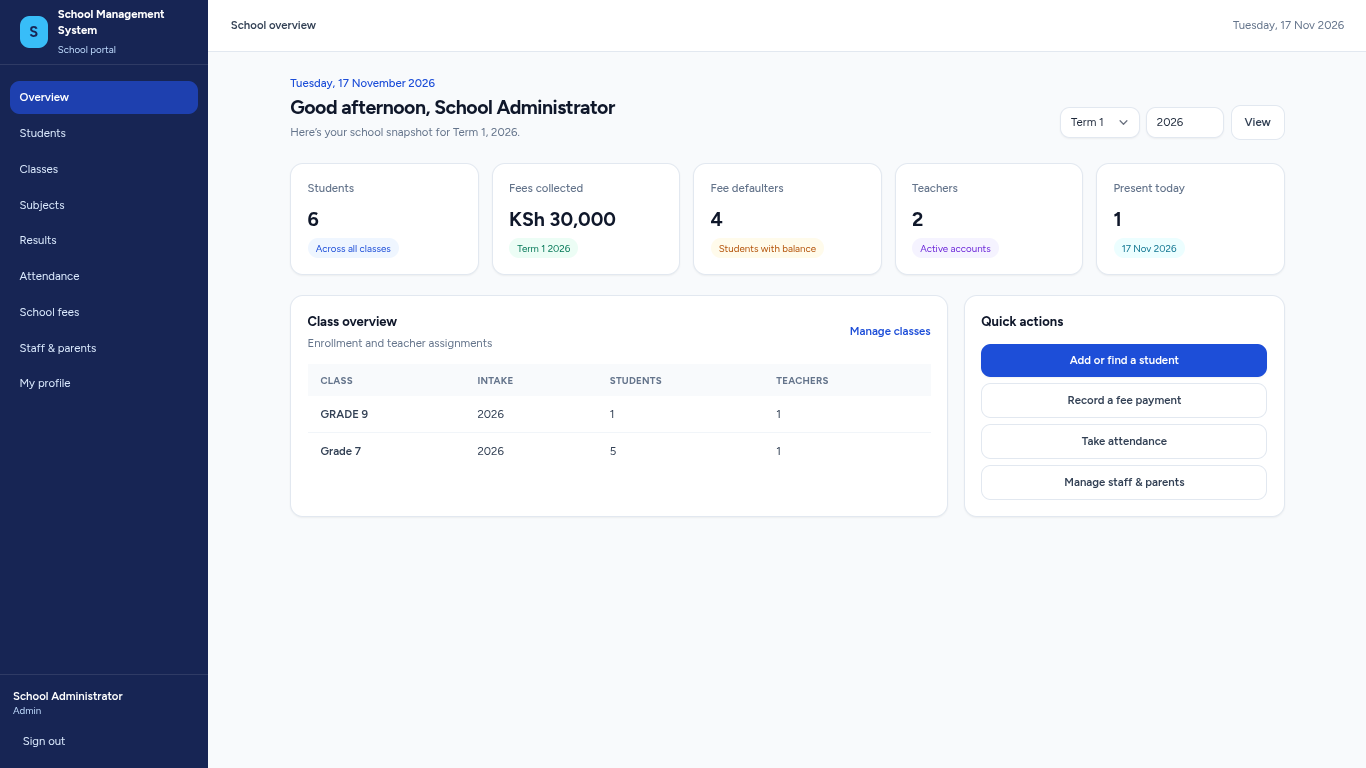 S
School Management
System
School portal
Overview
Students
Classes
Subjects
Results
Attendance
School fees
Staff & parents
My profile
School Administrator
Admin
Sign out
School overview
Tuesday, 17 Nov 2026
Tuesday, 17 November 2026
Good afternoon, School Administrator
Here's your school snapshot for Term 1, 2026.
Term 1
2026
View
Students
6
Across all classes
Fees collected
KSh 30,000
Term 1 2026
Fee defaulters
4
Students with balance
Teachers
2
Active accounts
Present today
1
17 Nov 2026
Class overview
Enrollment and teacher assignments
Manage classes
CLASS INTAKE STUDENTS TEACHERS
GRADE 9 2026 1 1
Grade 7 2026 5 1
Quick actions
Add or find a student
Record a fee payment
Take attendance
Manage staff & parents